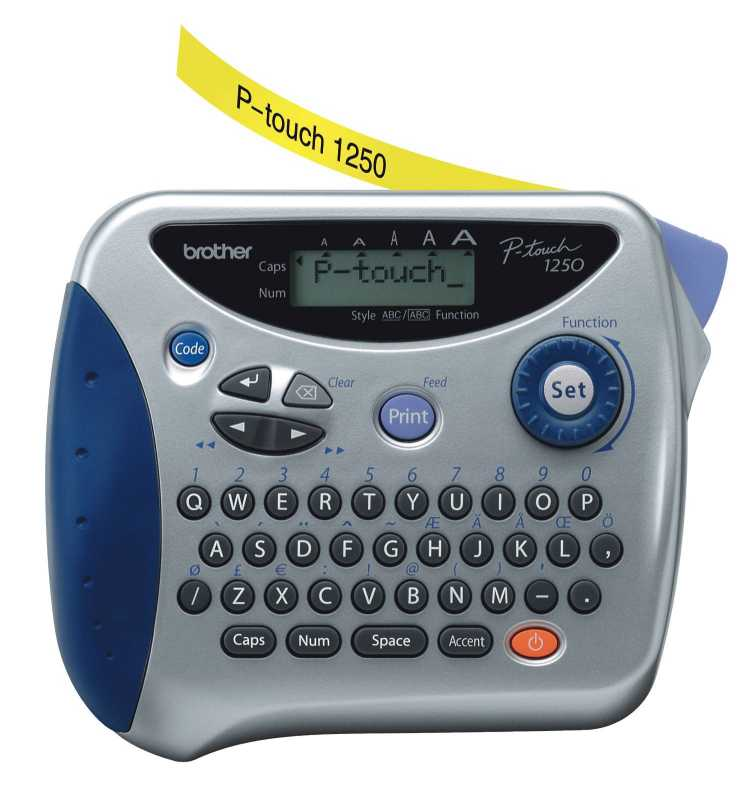 P-touch 1250
brother
A A A A A
P-touch
1250
Caps
P-touch_
Num
Style ABC/ABC Function
Function
Code
Clear
Feed
Set
Print
1 2 3 4 5 6 7 8 9 0
Q W E R T Y U I O P
` ´ ¨ ^ ~ Æ Ä Å Œ Ö
A S D F G H J K L ,
Ø £ € : ! @ ( ) '
/ Z X C V B N M – .
Caps Num Space Accent